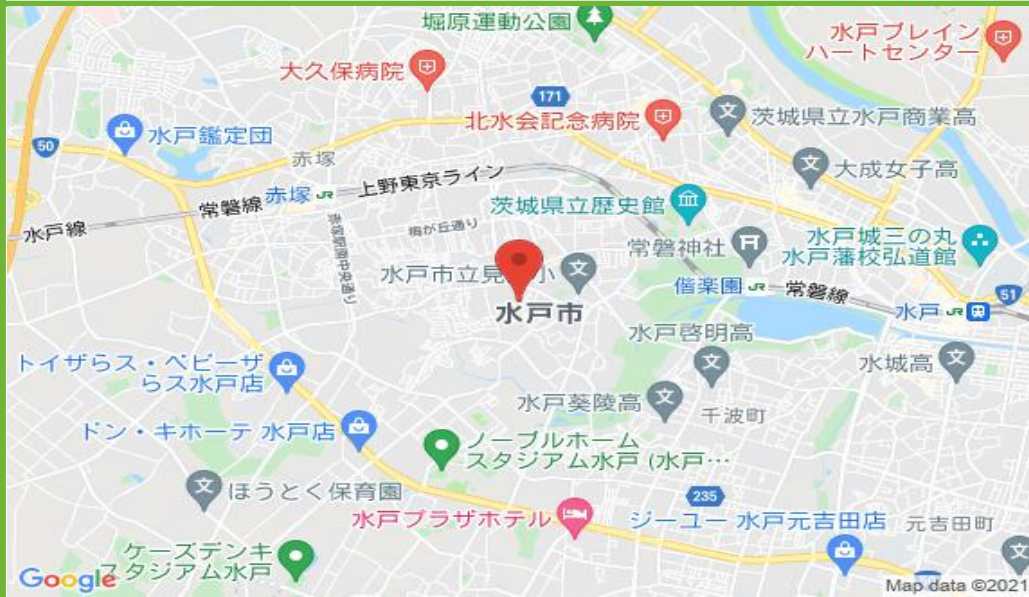 堀原運動公園
水戸ブレイン
ハートセンター
大久保病院
171
北水会記念病院
茨城県立水戸商業高
50
水戸鑑定団
赤塚
大成女子高
上野東京ライン
常磐線
赤塚 JR
水戸線
茨城県立歴史館
梅が丘通り
赤塚駅南中央通り
常磐神社
水戸城三の丸
水戸藩校弘道館
水戸市立見 小
水戸市
偕楽園 JR
常磐線
51
水戸 JR
トイザらス・ベビーザ
らス水戸店
水戸啓明高
水城高
水戸葵陵高
千波町
ドン・キホーテ 水戸店
ノーブルホーム
スタジアム水戸 (水戸…
ほうとく保育園
235
水戸プラザホテル
ジーユー 水戸元吉田店
元吉田町
ケーズデンキ
スタジアム水戸
Google
Map data ©2021